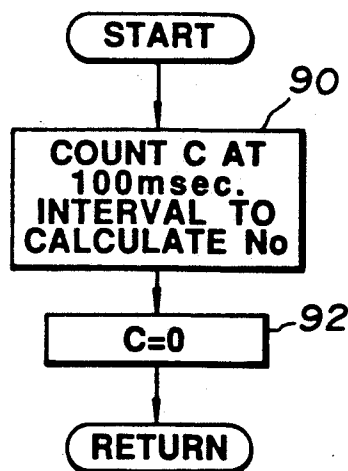 START
90
COUNT C AT
100msec.
INTERVAL TO
CALCULATE No
C=0
92
RETURN